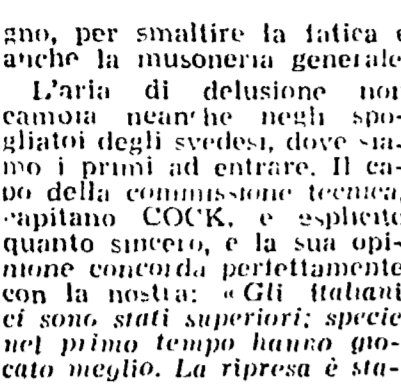 gno, per smaltire la fatica e
anche la musoneria generale
L'aria di delusione non
cambia neanche negli spo-
gliatoi degli svedesi, dove sia-
mo i primi ad entrare. Il ca-
po della commissione tecnica,
capitano COCK, è esplicito
quanto sincero, e la sua opi-
nione concorda perfettamente
con la nostra: « Gli italiani
ci sono stati superiori; specie
nel primo tempo hanno gio-
cato meglio. La ripresa è sta-